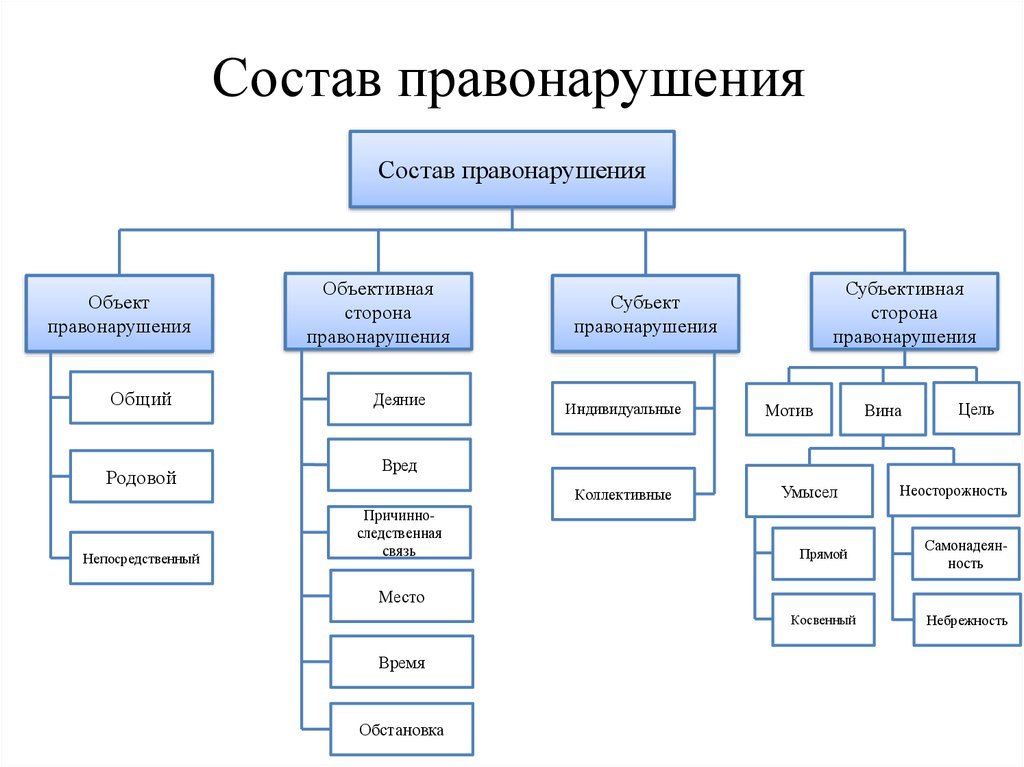 Состав правонарушения
Состав правонарушения
Объект
правонарушения
Общий
Родовой
Непосредственный
Объективная
сторона
правонарушения
Деяние
Вред
Причинно-
следственная
связь
Место
Время
Обстановка
Субъект
правонарушения
Индивидуальные
Коллективные
Субъективная
сторона
правонарушения
Мотив
Вина
Цель
Умысел
Прямой
Косвенный
Неосторожность
Самонадеян-
ность
Небрежность